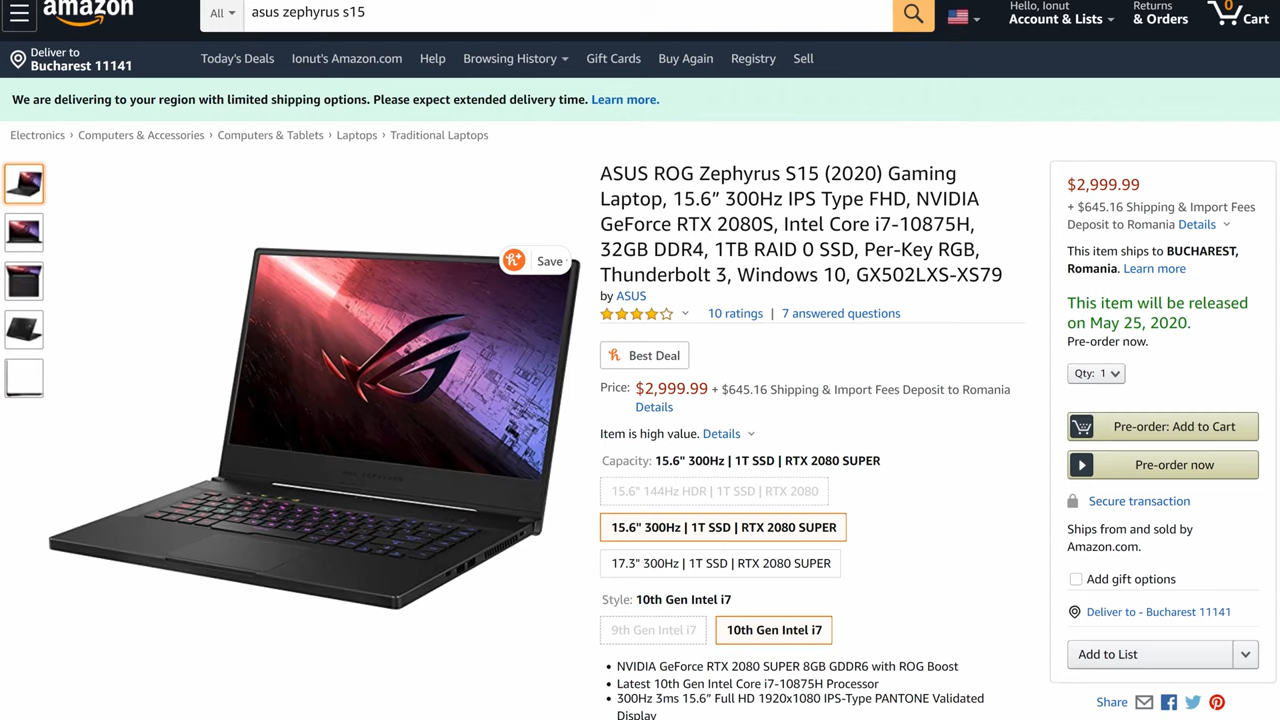 amazon
All
asus zephyrus s15
Hello, Ionut
Account & Lists
Returns
& Orders
0
Cart
Deliver to
Bucharest 11141
Today's Deals
Ionut's Amazon.com
Help
Browsing History
Gift Cards
Buy Again
Registry
Sell
We are delivering to your region with limited shipping options. Please expect extended delivery time. Learn more.
Electronics › Computers & Accessories › Computers & Tablets › Laptops › Traditional Laptops
Save
ASUS ROG Zephyrus S15 (2020) Gaming
Laptop, 15.6” 300Hz IPS Type FHD, NVIDIA
GeForce RTX 2080S, Intel Core i7-10875H,
32GB DDR4, 1TB RAID 0 SSD, Per-Key RGB,
Thunderbolt 3, Windows 10, GX502LXS-XS79
by ASUS
10 ratings | 7 answered questions
Best Deal
Price: $2,999.99 + $645.16 Shipping & Import Fees Deposit to Romania
Details
Item is high value. Details
Capacity: 15.6" 300Hz | 1T SSD | RTX 2080 SUPER
15.6" 144Hz HDR | 1T SSD | RTX 2080
15.6" 300Hz | 1T SSD | RTX 2080 SUPER
17.3" 300Hz | 1T SSD | RTX 2080 SUPER
Style: 10th Gen Intel i7
9th Gen Intel i7
10th Gen Intel i7
• NVIDIA GeForce RTX 2080 SUPER 8GB GDDR6 with ROG Boost
• Latest 10th Gen Intel Core i7-10875H Processor
• 300Hz 3ms 15.6” Full HD 1920x1080 IPS-Type PANTONE Validated
Display
$2,999.99
+ $645.16 Shipping & Import Fees
Deposit to Romania Details
This item ships to BUCHAREST,
Romania. Learn more
This item will be released
on May 25, 2020.
Pre-order now.
Qty: 1
Pre-order: Add to Cart
Pre-order now
Secure transaction
Ships from and sold by
Amazon.com.
Add gift options
Deliver to - Bucharest 11141
Add to List
Share